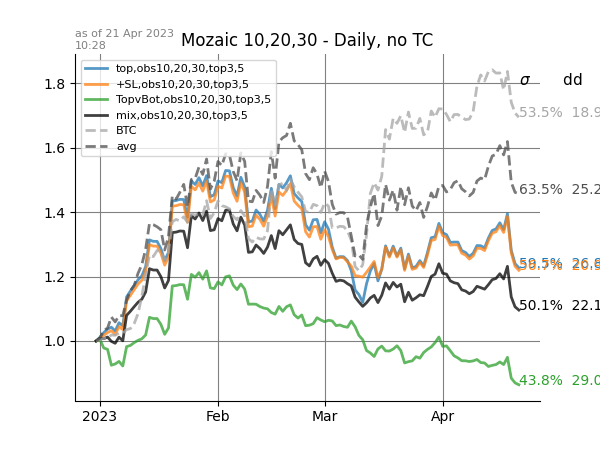 as of 21 Apr 2023
10:28
Mozaic 10,20,30 - Daily, no TC
σ dd
top,obs10,20,30,top3,5
+SL,obs10,20,30,top3,5
TopvBot,obs10,20,30,top3,5
mix,obs10,20,30,top3,5
BTC
avg
1.8
1.6
1.4
1.2
1.0
53.5% 18.9
63.5% 25.2
50.1% 22.1
43.8% 29.0
2023 Feb Mar Apr